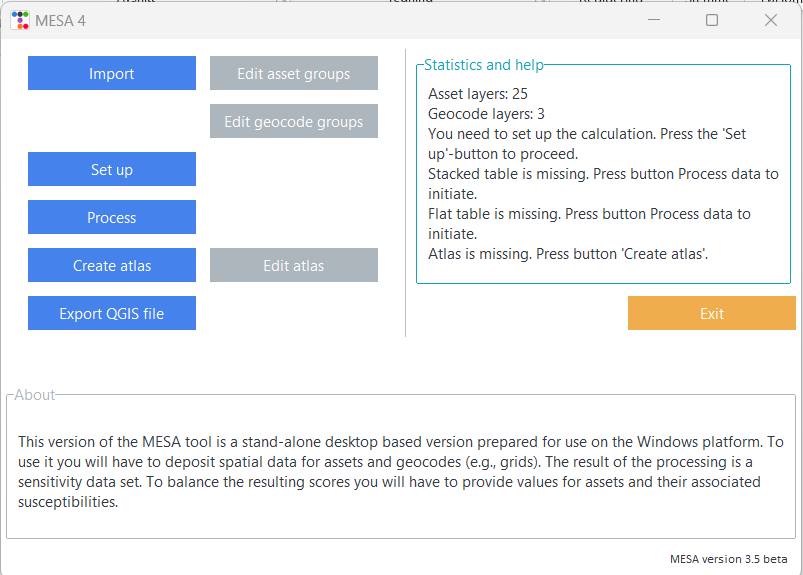 MESA 4
Import
Edit asset groups
Edit geocode groups
Set up
Process
Create atlas
Edit atlas
Export QGIS file
Statistics and help
Asset layers: 25
Geocode layers: 3
You need to set up the calculation. Press the 'Set
up'-button to proceed.
Stacked table is missing. Press button Process data to
initiate.
Flat table is missing. Press button Process data to
initiate.
Atlas is missing. Press button 'Create atlas'.
Exit
About
This version of the MESA tool is a stand-alone desktop based version prepared for use on the Windows platform. To
use it you will have to deposit spatial data for assets and geocodes (e.g., grids). The result of the processing is a
sensitivity data set. To balance the resulting scores you will have to provide values for assets and their associated
susceptibilities.
MESA version 3.5 beta